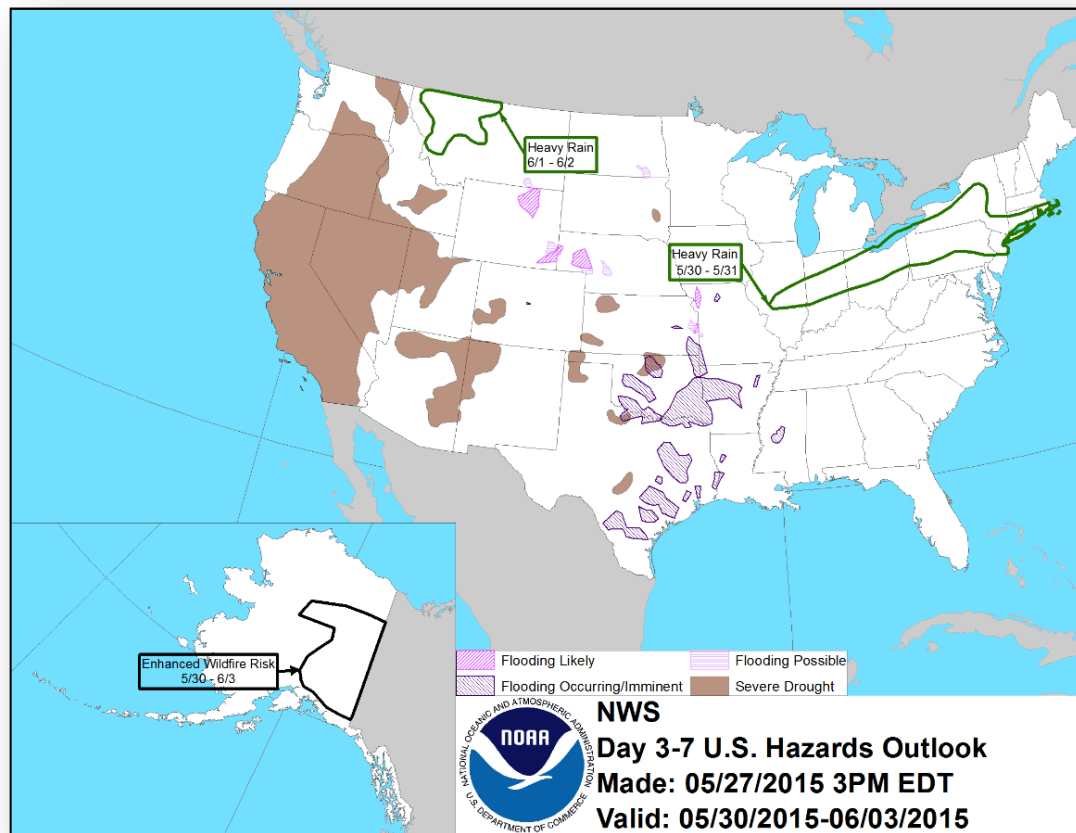 Heavy Rain
6/1 - 6/2
Heavy Rain
5/30 - 5/31
Enhanced Wildfire Risk
5/30 - 6/3
Flooding Likely
Flooding Possible
Flooding Occurring/Imminent
Severe Drought
NATIONAL OCEANIC AND ATMOSPHERIC ADMINISTRATION
NOAA
U.S. DEPARTMENT OF COMMERCE
NWS
Day 3-7 U.S. Hazards Outlook
Made: 05/27/2015 3PM EDT
Valid: 05/30/2015-06/03/2015